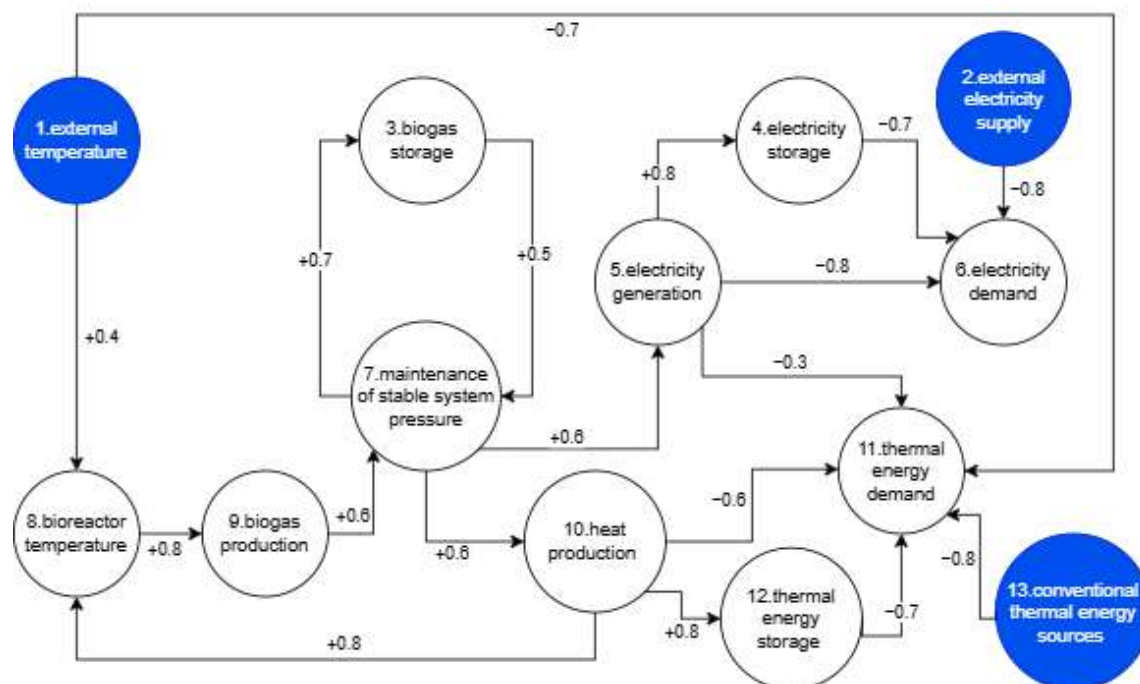 −0.7
1.external
temperature
3.biogas
storage
4.electricity
storage
2.external
electricity
supply
−0.7
+0.8
−0.8
+0.7
+0.5
5.electricity
generation
−0.8
6.electricity
demand
+0.4
−0.3
7.maintenance
of stable system
pressure
+0.6
11.thermal
energy
demand
8.bioreactor
temperature
+0.8
9.biogas
production
+0.6
+0.6
10.heat
production
−0.6
+0.8
12.thermal
energy
storage
−0.7
−0.8
13.conventional
thermal energy
sources
+0.8